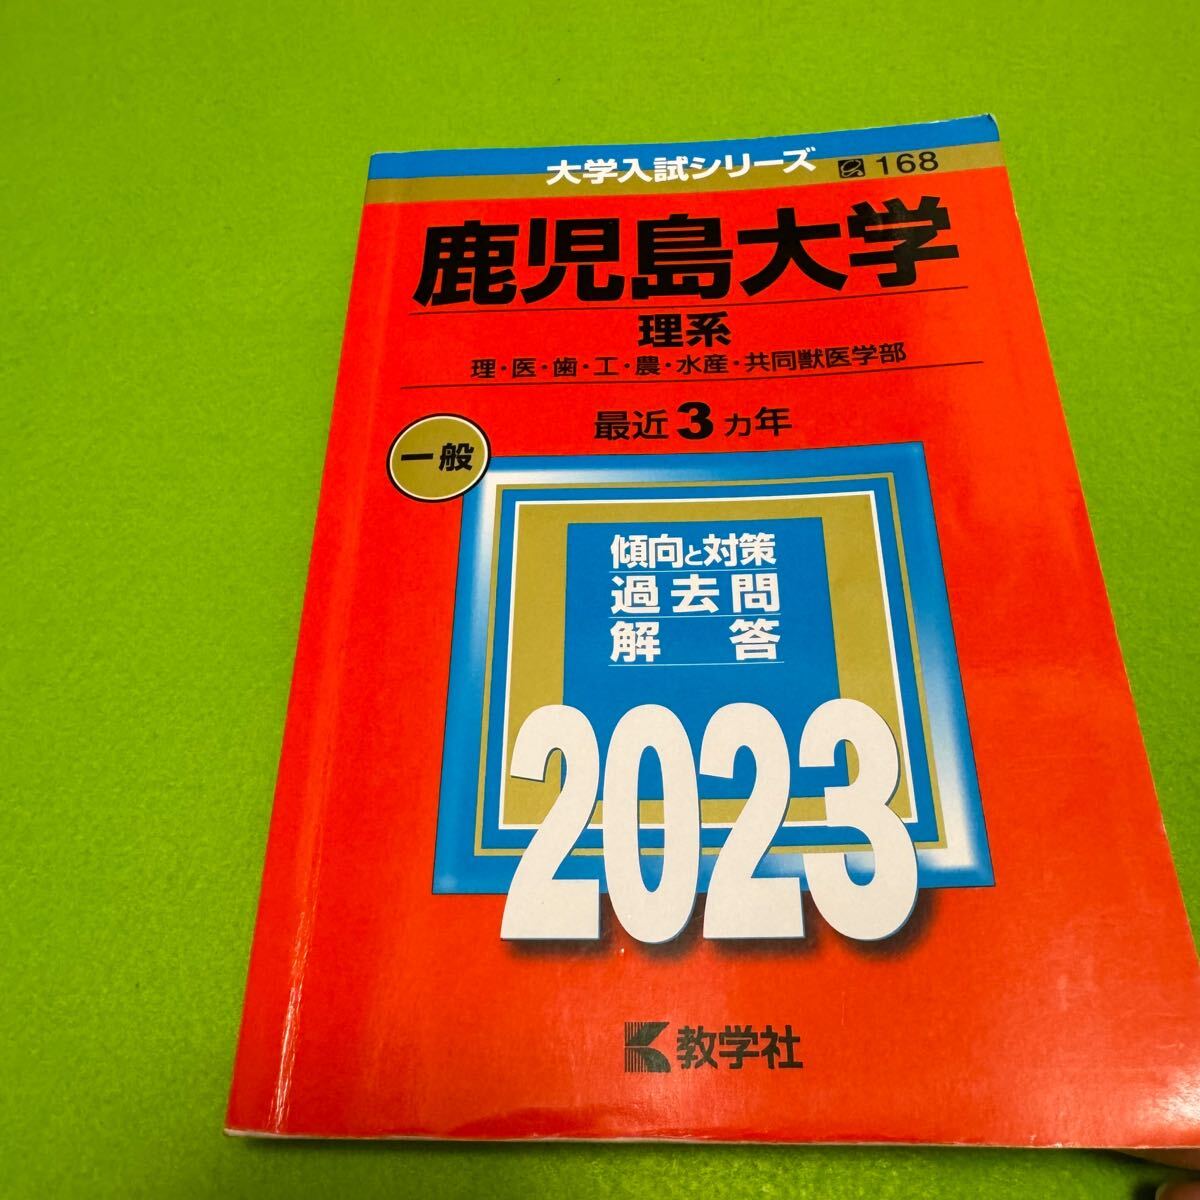 大学入試シリーズ 168
鹿児島大学
理系
理・医・歯・工・農・水産・共同獣医学部
最近3カ年
一般
傾向と対策
過去問
解答
2023
教学社